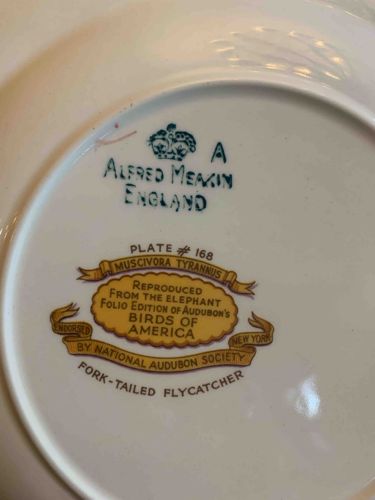 A
ALFRED MEAKIN
ENGLAND
PLATE # 168
MUSCIVORA TYRANNUS
REPRODUCED
FROM THE ELEPHANT
FOLIO EDITION OF AUDUBON'S
BIRDS OF
AMERICA
ENDORSED
BY NATIONAL AUDUBON SOCIETY
NEW YORK
FORK-TAILED FLYCATCHER